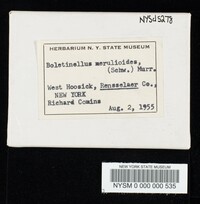 NYSf5278
HERBARIUM N. Y. STATE MUSEUM
Boletinellus merulioides,
(Schw.) Murr.
West Hoosick, Rensselaer Co.,
NEW YORK
Richard Comins
Aug. 2, 1955
NEW YORK STATE MUSEUM
NYSM 0 000 000 535